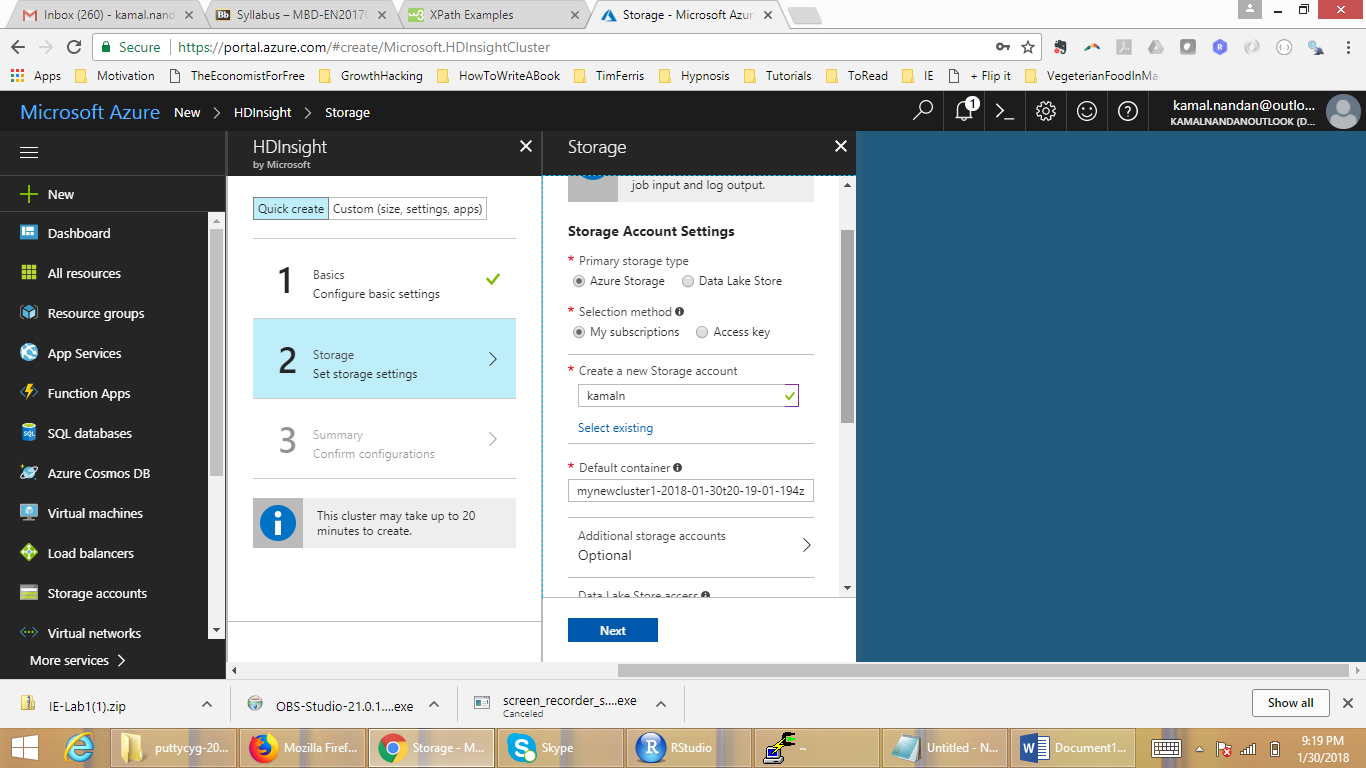 Inbox (260) - kamal.nand
Syllabus – MBD-EN2017
XPath Examples
Storage - Microsoft Azur
Secure
https://portal.azure.com/#create/Microsoft.HDInsightCluster
Apps
Motivation
TheEconomistForFree
GrowthHacking
HowToWriteABook
TimFerris
Hypnosis
Tutorials
ToRead
IE
+ Flip it
VegeterianFoodInMa
Microsoft Azure
New
HDInsight
Storage
1
kamal.nandan@outlo...
KAMALNANDANOUTLOOK (D...
New
Dashboard
All resources
Resource groups
App Services
Function Apps
SQL databases
Azure Cosmos DB
Virtual machines
Load balancers
Storage accounts
Virtual networks
More services
HDInsight
by Microsoft
Quick create
Custom (size, settings, apps)
1
Basics
Configure basic settings
2
Storage
Set storage settings
3
Summary
Confirm configurations
This cluster may take up to 20
minutes to create.
Storage
job input and log output.
Storage Account Settings
* Primary storage type
Azure Storage
Data Lake Store
* Selection method
My subscriptions
Access key
* Create a new Storage account
kamaln
Select existing
* Default container
mynewcluster1-2018-01-30t20-19-01-194z
Additional storage accounts
Optional
Data Lake Store access
Next
IE-Lab1(1).zip
OBS-Studio-21.0.1....exe
screen_recorder_s....exe
Canceled
Show all
puttycyg-20...
Mozilla Firef...
Storage - M...
Skype
RStudio
~
Untitled - N...
Document1...
9:19 PM
1/30/2018